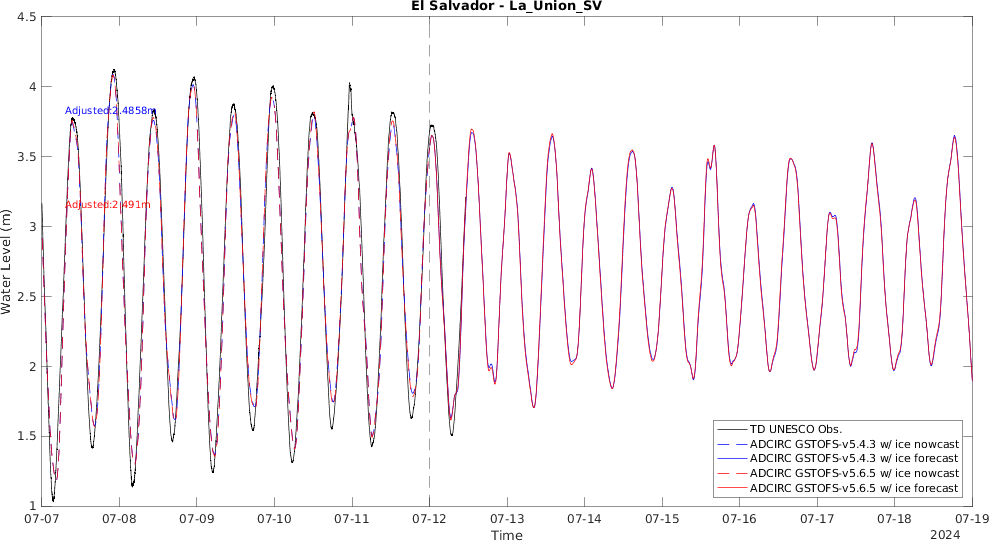 El Salvador - La_Union_SV
4.5
4
3.5
3
2.5
2
1.5
1
Water Level (m)
Adjusted:2.4858m
Adjusted:2.491m
TD UNESCO Obs.
ADCIRC GSTOFS-v5.4.3 w/ ice nowcast
ADCIRC GSTOFS-v5.4.3 w/ ice forecast
ADCIRC GSTOFS-v5.6.5 w/ ice nowcast
ADCIRC GSTOFS-v5.6.5 w/ ice forecast
07-07 07-08 07-09 07-10 07-11 07-12 07-13 07-14 07-15 07-16 07-17 07-18 07-19
Time
2024